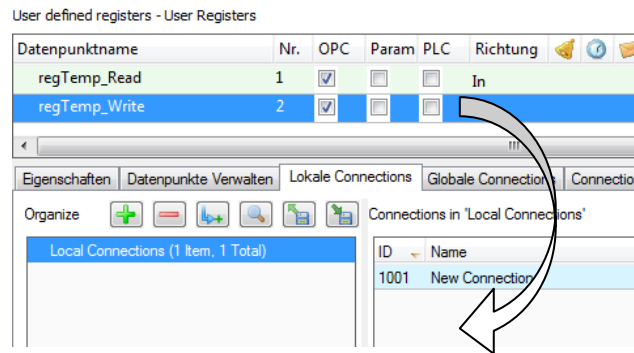 User defined registers - User Registers
Datenpunktname Nr. OPC Param PLC Richtung
regTemp_Read 1 In
regTemp_Write 2
Eigenschaften Datenpunkte Verwalten Lokale Connections Globale Connections Connectio
Organize Connections in 'Local Connections'
Local Connections (1 Item, 1 Total) ID Name
1001 New Connection